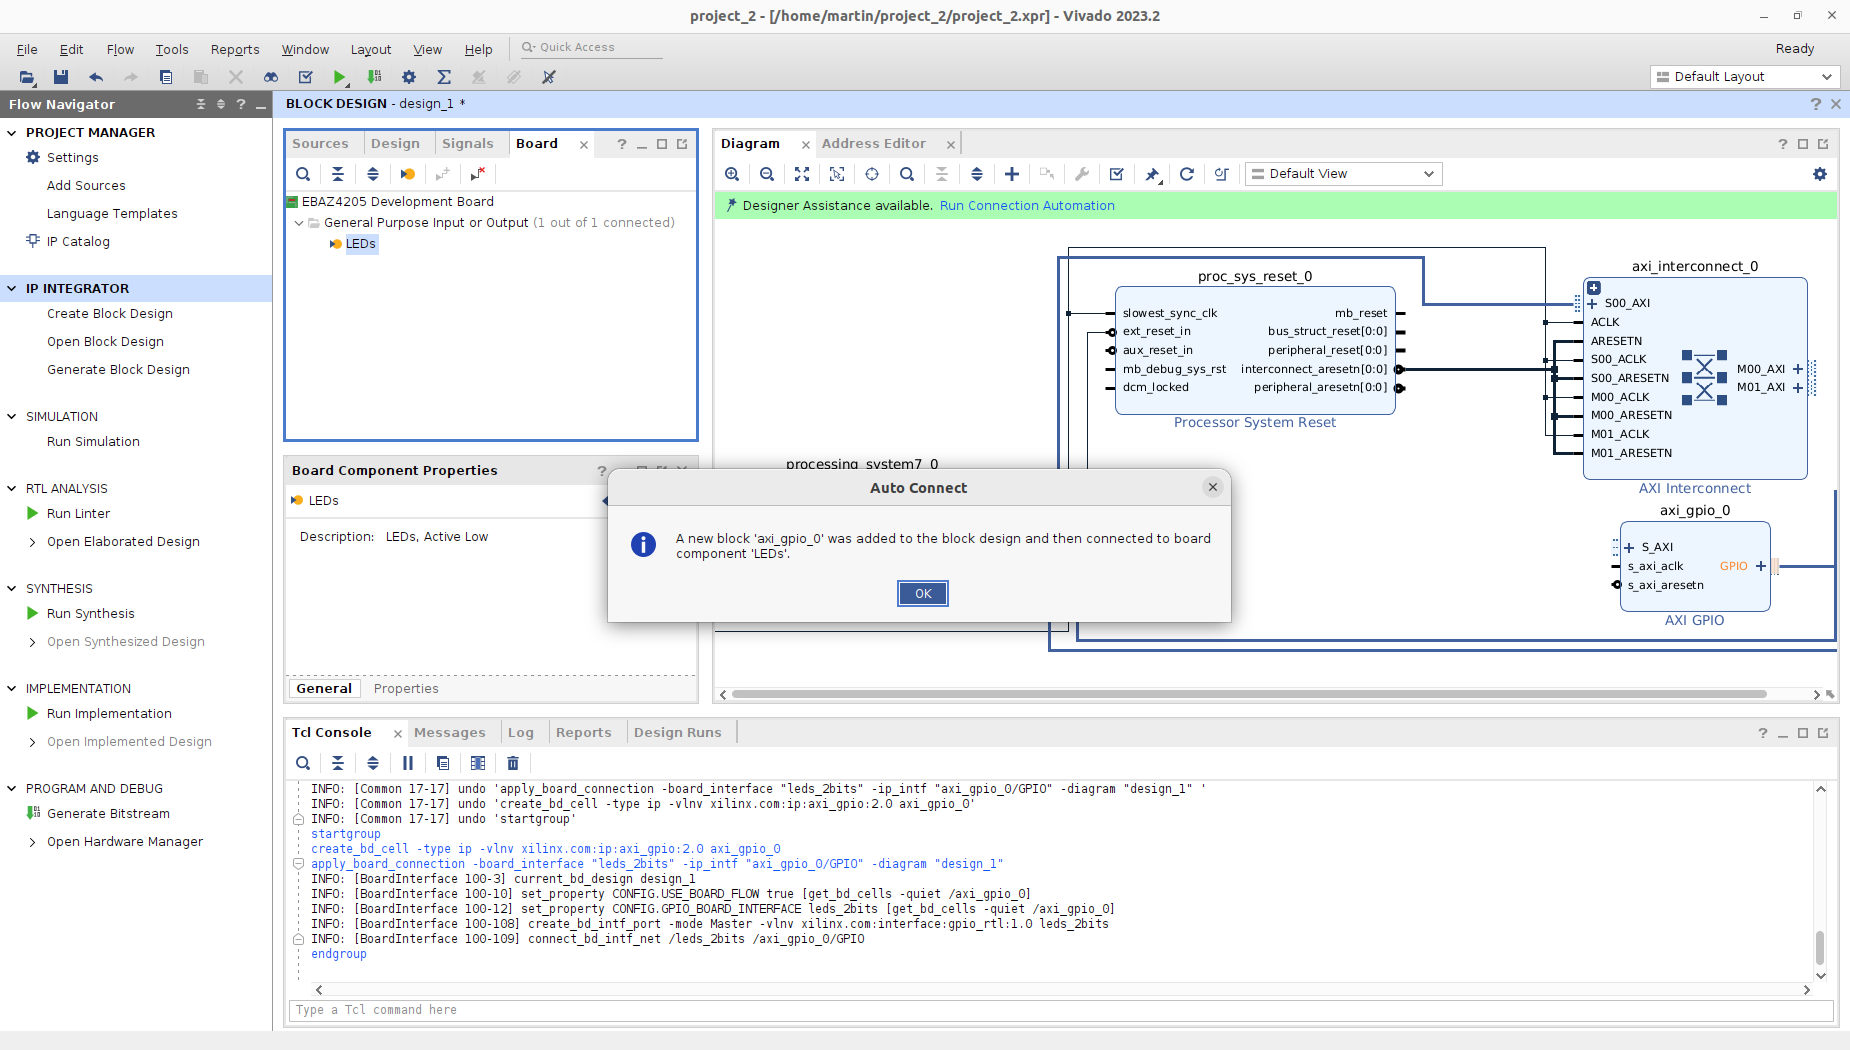 project_2 - [/home/martin/project_2/project_2.xpr] - Vivado 2023.2
File Edit Flow Tools Reports Window Layout View Help Quick Access Ready
Default Layout
Flow Navigator
PROJECT MANAGER
Settings
Add Sources
Language Templates
IP Catalog
IP INTEGRATOR
Create Block Design
Open Block Design
Generate Block Design
SIMULATION
Run Simulation
RTL ANALYSIS
Run Linter
Open Elaborated Design
SYNTHESIS
Run Synthesis
Open Synthesized Design
IMPLEMENTATION
Run Implementation
Open Implemented Design
PROGRAM AND DEBUG
Generate Bitstream
Open Hardware Manager
BLOCK DESIGN - design_1 *
Sources Design Signals Board
EBAZ4205 Development Board
General Purpose Input or Output (1 out of 1 connected)
LEDs
Board Component Properties
LEDs
Description: LEDs, Active Low
General Properties
Diagram Address Editor
Default View
Designer Assistance available. Run Connection Automation
proc_sys_reset_0
slowest_sync_clk
ext_reset_in
aux_reset_in
mb_debug_sys_rst
dcm_locked
mb_reset
bus_struct_reset[0:0]
peripheral_reset[0:0]
interconnect_aresetn[0:0]
peripheral_aresetn[0:0]
Processor System Reset
processing_system7_0
axi_interconnect_0
S00_AXI
ACLK
ARESETN
S00_ACLK
S00_ARESETN
M00_ACLK
M00_ARESETN
M01_ACLK
M01_ARESETN
M00_AXI
M01_AXI
AXI Interconnect
axi_gpio_0
S_AXI
s_axi_aclk
s_axi_aresetn
GPIO
AXI GPIO
Auto Connect
A new block 'axi_gpio_0' was added to the block design and then connected to board
component 'LEDs'.
OK
Tcl Console Messages Log Reports Design Runs
INFO: [Common 17-17] undo 'apply_board_connection -board_interface "leds_2bits" -ip_intf "axi_gpio_0/GPIO" -diagram "design_1" '
INFO: [Common 17-17] undo 'create_bd_cell -type ip -vlnv xilinx.com:ip:axi_gpio:2.0 axi_gpio_0'
INFO: [Common 17-17] undo 'startgroup'
startgroup
create_bd_cell -type ip -vlnv xilinx.com:ip:axi_gpio:2.0 axi_gpio_0
apply_board_connection -board_interface "leds_2bits" -ip_intf "axi_gpio_0/GPIO" -diagram "design_1"
INFO: [BoardInterface 100-3] current_bd_design design_1
INFO: [BoardInterface 100-10] set_property CONFIG.USE_BOARD_FLOW true [get_bd_cells -quiet /axi_gpio_0]
INFO: [BoardInterface 100-12] set_property CONFIG.GPIO_BOARD_INTERFACE leds_2bits [get_bd_cells -quiet /axi_gpio_0]
INFO: [BoardInterface 100-108] create_bd_intf_port -mode Master -vlnv xilinx.com:interface:gpio_rtl:1.0 leds_2bits
INFO: [BoardInterface 100-109] connect_bd_intf_net /leds_2bits /axi_gpio_0/GPIO
endgroup
Type a Tcl command here